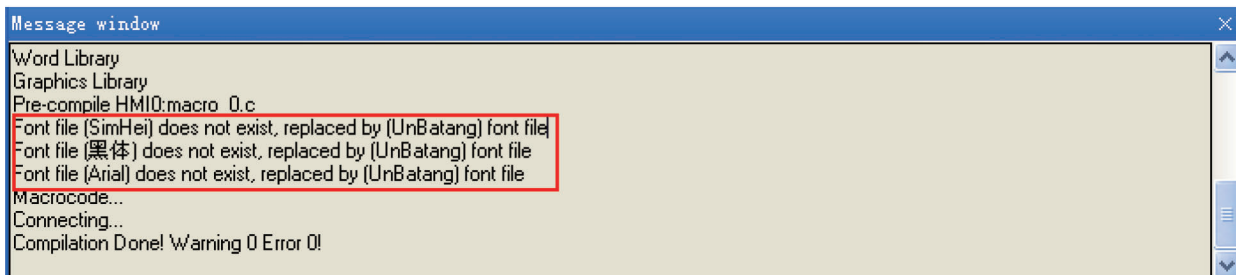 Message window
Word Library
Graphics Library
Pre-compile HMI0:macro_0.c
Font file (SimHei) does not exist, replaced by (UnBatang) font file
Font file (黑体) does not exist, replaced by (UnBatang) font file
Font file (Arial) does not exist, replaced by (UnBatang) font file
Macrocode...
Connecting...
Compilation Done! Warning 0 Error 0!